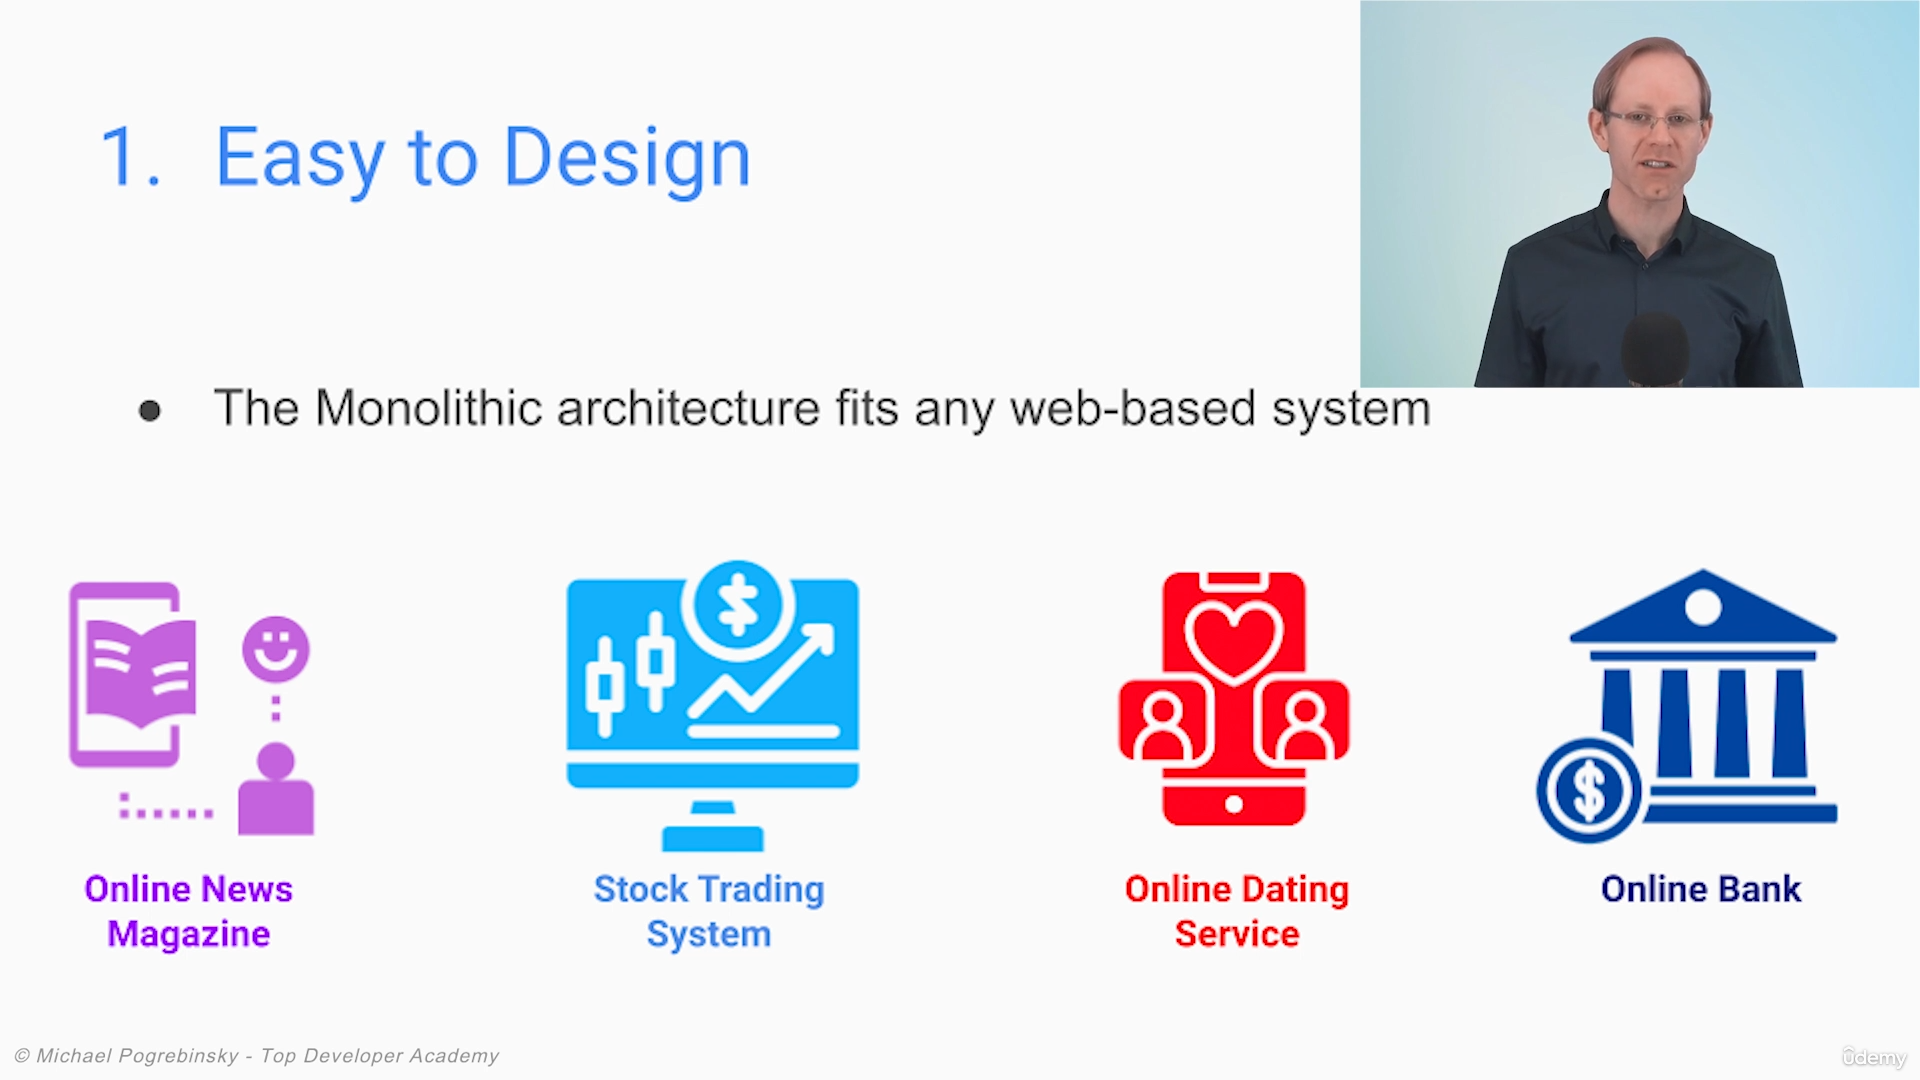 1. Easy to Design
● The Monolithic architecture fits any web-based system
Online News
Magazine
Stock Trading
System
Online Dating
Service
Online Bank
© Michael Pogrebinsky - Top Developer Academy
ûdemy